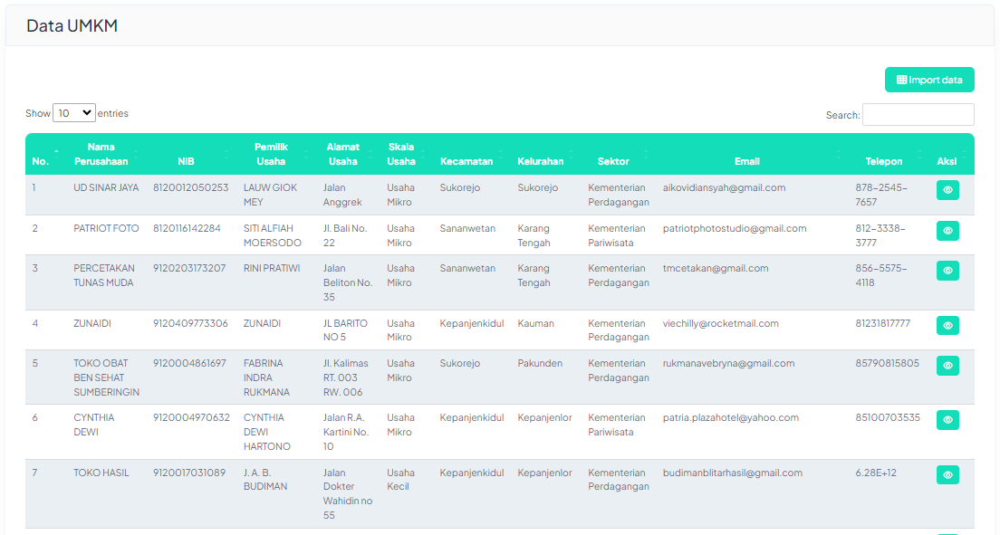 Data UMKM
Import data
Show 10 entries
Search:
No. Nama Perusahaan NIB Pemilik Usaha Alamat Usaha Skala Usaha Kecamatan Kelurahan Sektor Email Telepon Aksi
1 UD SINAR JAYA 8120012050253 LAUW GIOK MEY Jalan Anggrek Usaha Mikro Sukorejo Sukorejo Kementerian Perdagangan aikovidiansyah@gmail.com 878-2545-7657
2 PATRIOT FOTO 8120116142284 SITI ALFIAH MOERSODO Jl. Bali No. 22 Usaha Mikro Sananwetan Karang Tengah Kementerian Pariwisata patriotphotostudio@gmail.com 812-3338-3777
3 PERCETAKAN TUNAS MUDA 9120203173207 RINI PRATIWI Jalan Beliton No. 35 Usaha Mikro Sananwetan Karang Tengah Kementerian Perdagangan tmcetakan@gmail.com 856-5575-4118
4 ZUNAIDI 9120409773306 ZUNAIDI JL BARITO NO 5 Usaha Mikro Kepanjenkidul Kauman Kementerian Perdagangan viechilly@rocketmail.com 81231817777
5 TOKO OBAT BEN SEHAT SUMBERINGIN 9120004861697 FABRINA INDRA RUKMANA Jl. Kalimas RT. 003 RW. 006 Usaha Mikro Sukorejo Pakunden Kementerian Perdagangan rukmanavebryna@gmail.com 85790815805
6 CYNTHIA DEWI 9120004970632 CYNTHIA DEWI HARTONO Jalan R.A. Kartini No. 10 Usaha Mikro Kepanjenkidul Kepanjenlor Kementerian Pariwisata patria.plazahotel@yahoo.com 85100703535
7 TOKO HASIL 9120017031089 J. A. B. BUDIMAN Jalan Dokter Wahidin no 55 Usaha Kecil Kepanjenkidul Kepanjenlor Kementerian Perdagangan budimanblitarhasil@gmail.com 6.28E+12